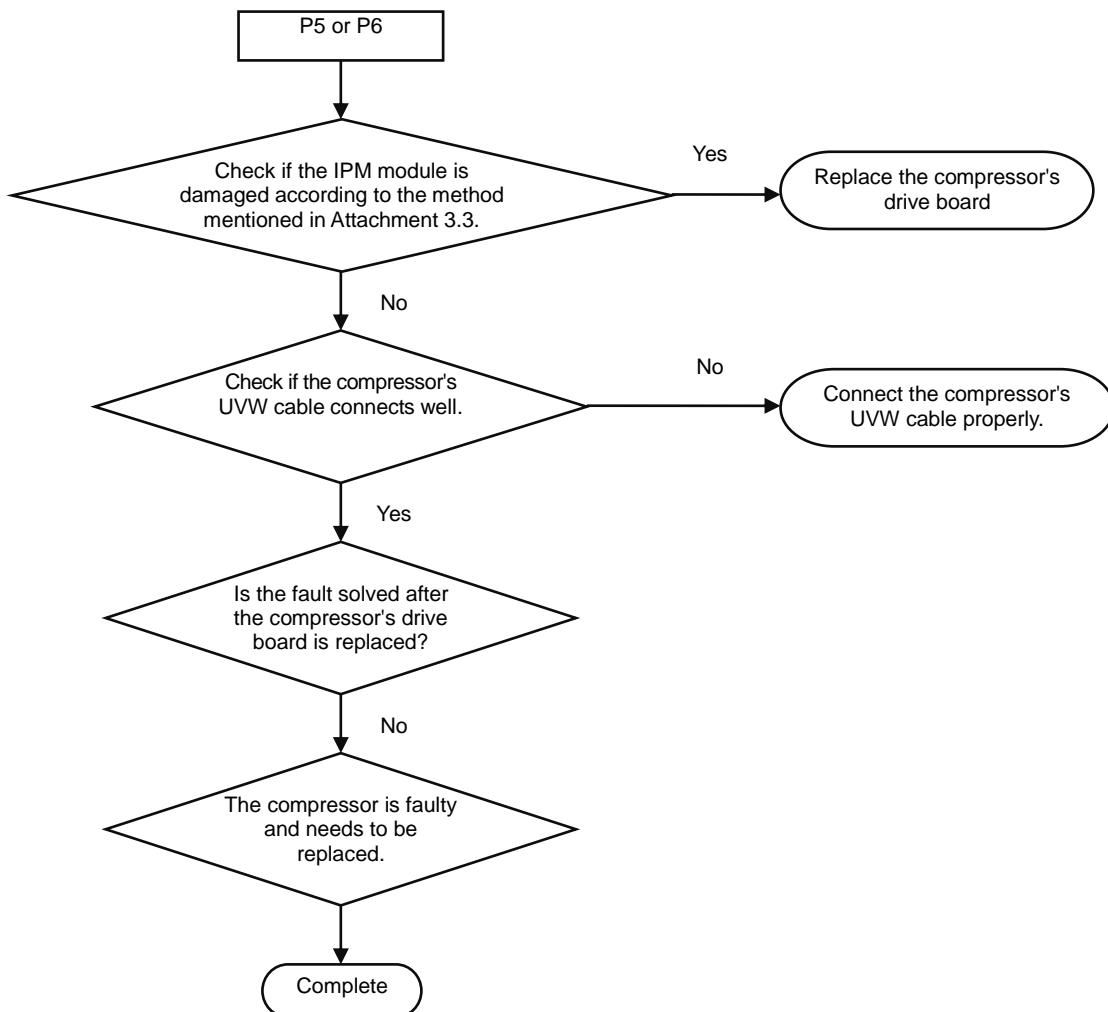 P5 or P6
Check if the IPM module is
damaged according to the method
mentioned in Attachment 3.3.
Yes
Replace the compressor's
drive board
No
Check if the compressor's
UVW cable connects well.
No
Connect the compressor's
UVW cable properly.
Yes
Is the fault solved after
the compressor's drive
board is replaced?
No
The compressor is faulty
and needs to be
replaced.
Complete